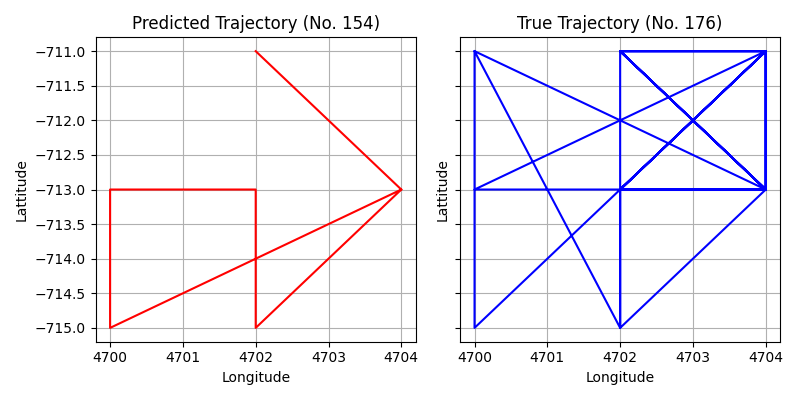 Predicted Trajectory (No. 154)
True Trajectory (No. 176)
−711.0
−711.5
−712.0
−712.5
−713.0
−713.5
−714.0
−714.5
−715.0
Lattitude
Lattitude
4700 4701 4702 4703 4704
4700 4701 4702 4703 4704
Longitude
Longitude